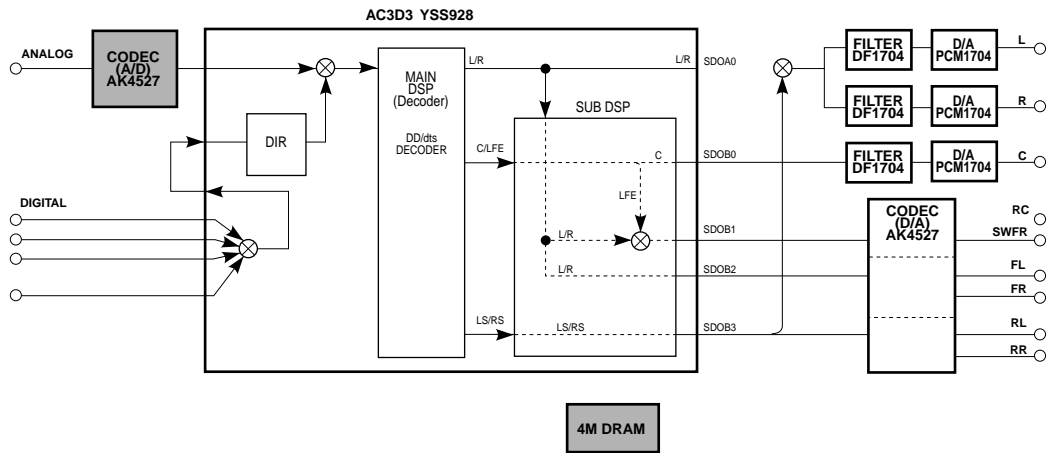 AC3D3 YSS928
ANALOG
CODEC
(A/D)
AK4527
MAIN
DSP
(Decoder)
DD/dts
DECODER
DIR
DIGITAL
L/R
L/R
SDOA0
SUB DSP
C/LFE
C
SDOB0
LFE
L/R
SDOB1
L/R
SDOB2
LS/RS
LS/RS
SDOB3
FILTER
DF1704
D/A
PCM1704
L
FILTER
DF1704
D/A
PCM1704
R
FILTER
DF1704
D/A
PCM1704
C
CODEC
(D/A)
AK4527
RC
SWFR
FL
FR
RL
RR
4M DRAM